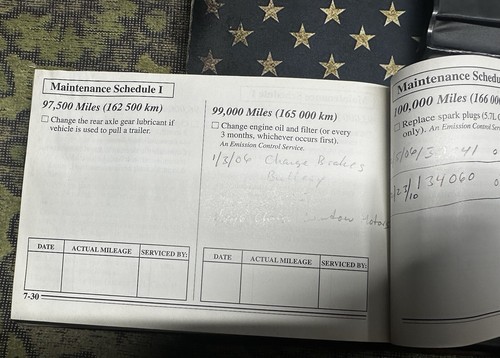 Maintenance Schedule I
97,500 Miles (162 500 km)
☐ Change the rear axle gear lubricant if
vehicle is used to pull a trailer.
DATE ACTUAL MILEAGE SERVICED BY:
7-30
99,000 Miles (165 000 km)
☐ Change engine oil and filter (or every
3 months, whichever occurs first).
An Emission Control Service.
1/3/06 Change Brakes
Battery
Window Motors
DATE ACTUAL MILEAGE SERVICED BY:
Maintenance Schedu
100,000 Miles (166 00
☐ Replace spark plugs (5.7L
only). An Emission Control
134060